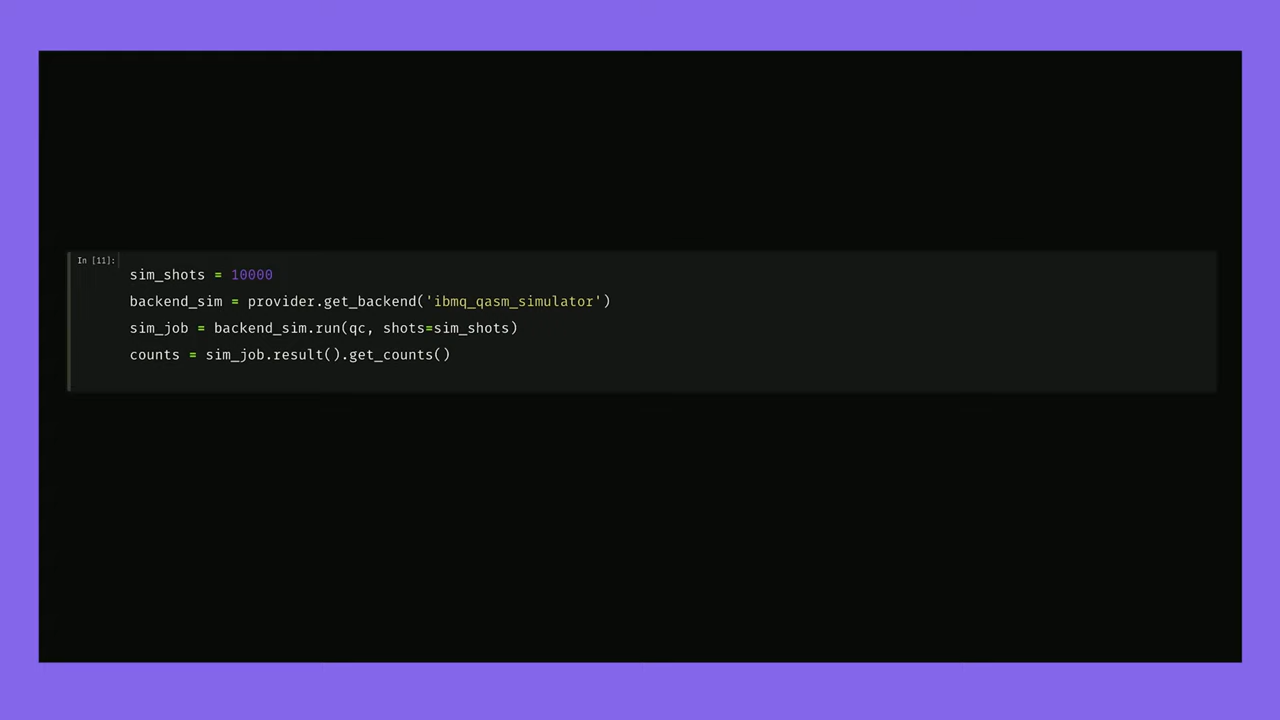 In [11]:
sim_shots = 10000
backend_sim = provider.get_backend('ibmq_qasm_simulator')
sim_job = backend_sim.run(qc, shots=sim_shots)
counts = sim_job.result().get_counts()